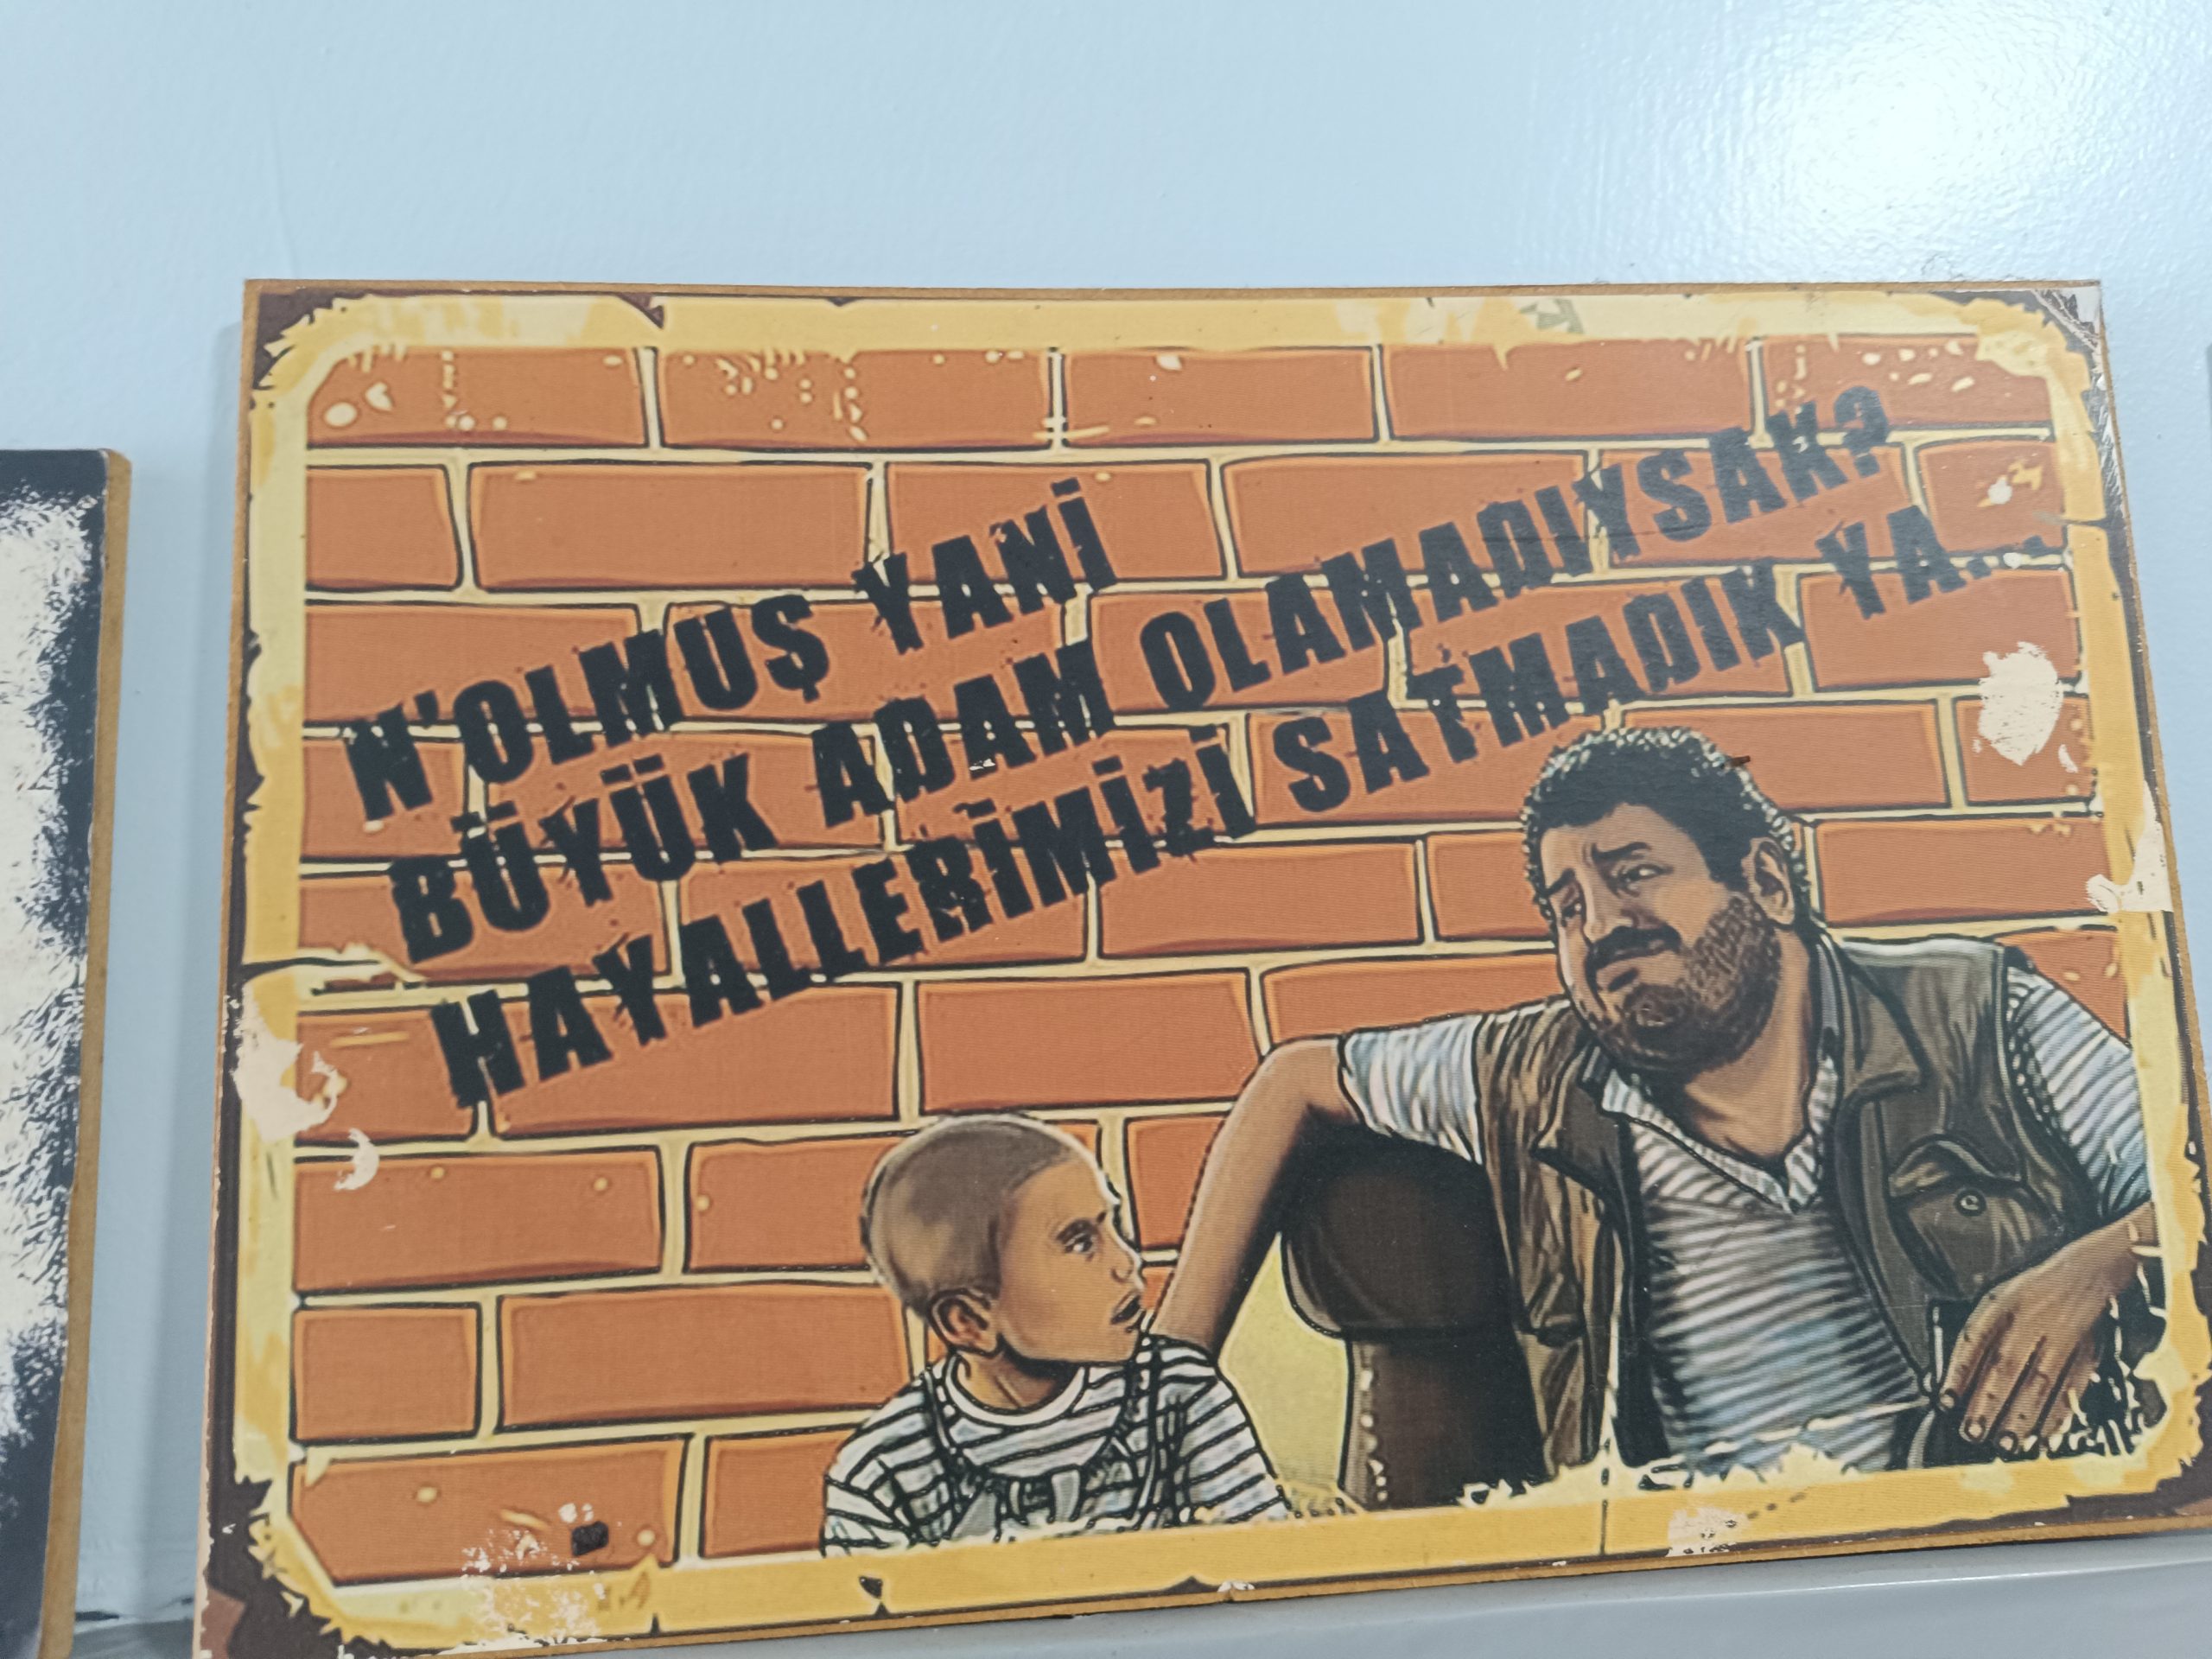 N'OLMUŞ YANİ
BÜYÜK ADAM OLAMADIYSAK?
HAYALLERİMİZİ SATMADIK YA...